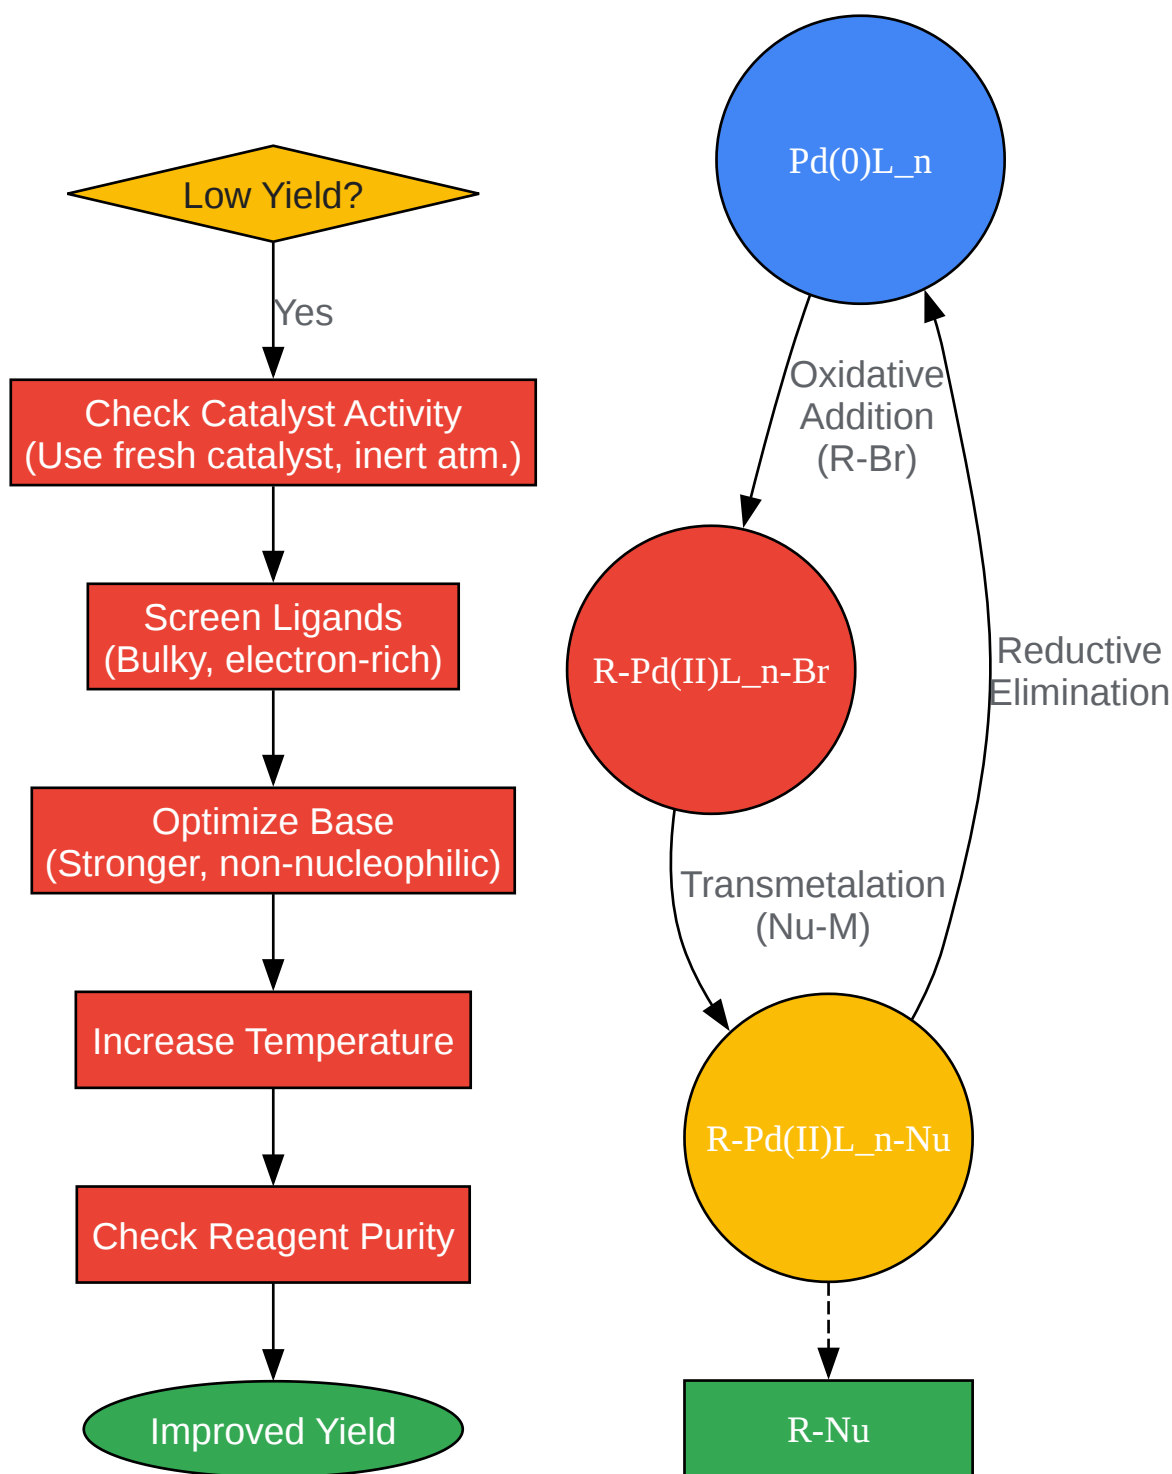 Low Yield?
Yes
Check Catalyst Activity
(Use fresh catalyst, inert atm.)
Screen Ligands
(Bulky, electron-rich)
Optimize Base
(Stronger, non-nucleophilic)
Increase Temperature
Check Reagent Purity
Improved Yield
Pd(0)L_n
Oxidative
Addition
(R-Br)
R-Pd(II)L_n-Br
Reductive
Elimination
Transmetalation
(Nu-M)
R-Pd(II)L_n-Nu
R-Nu